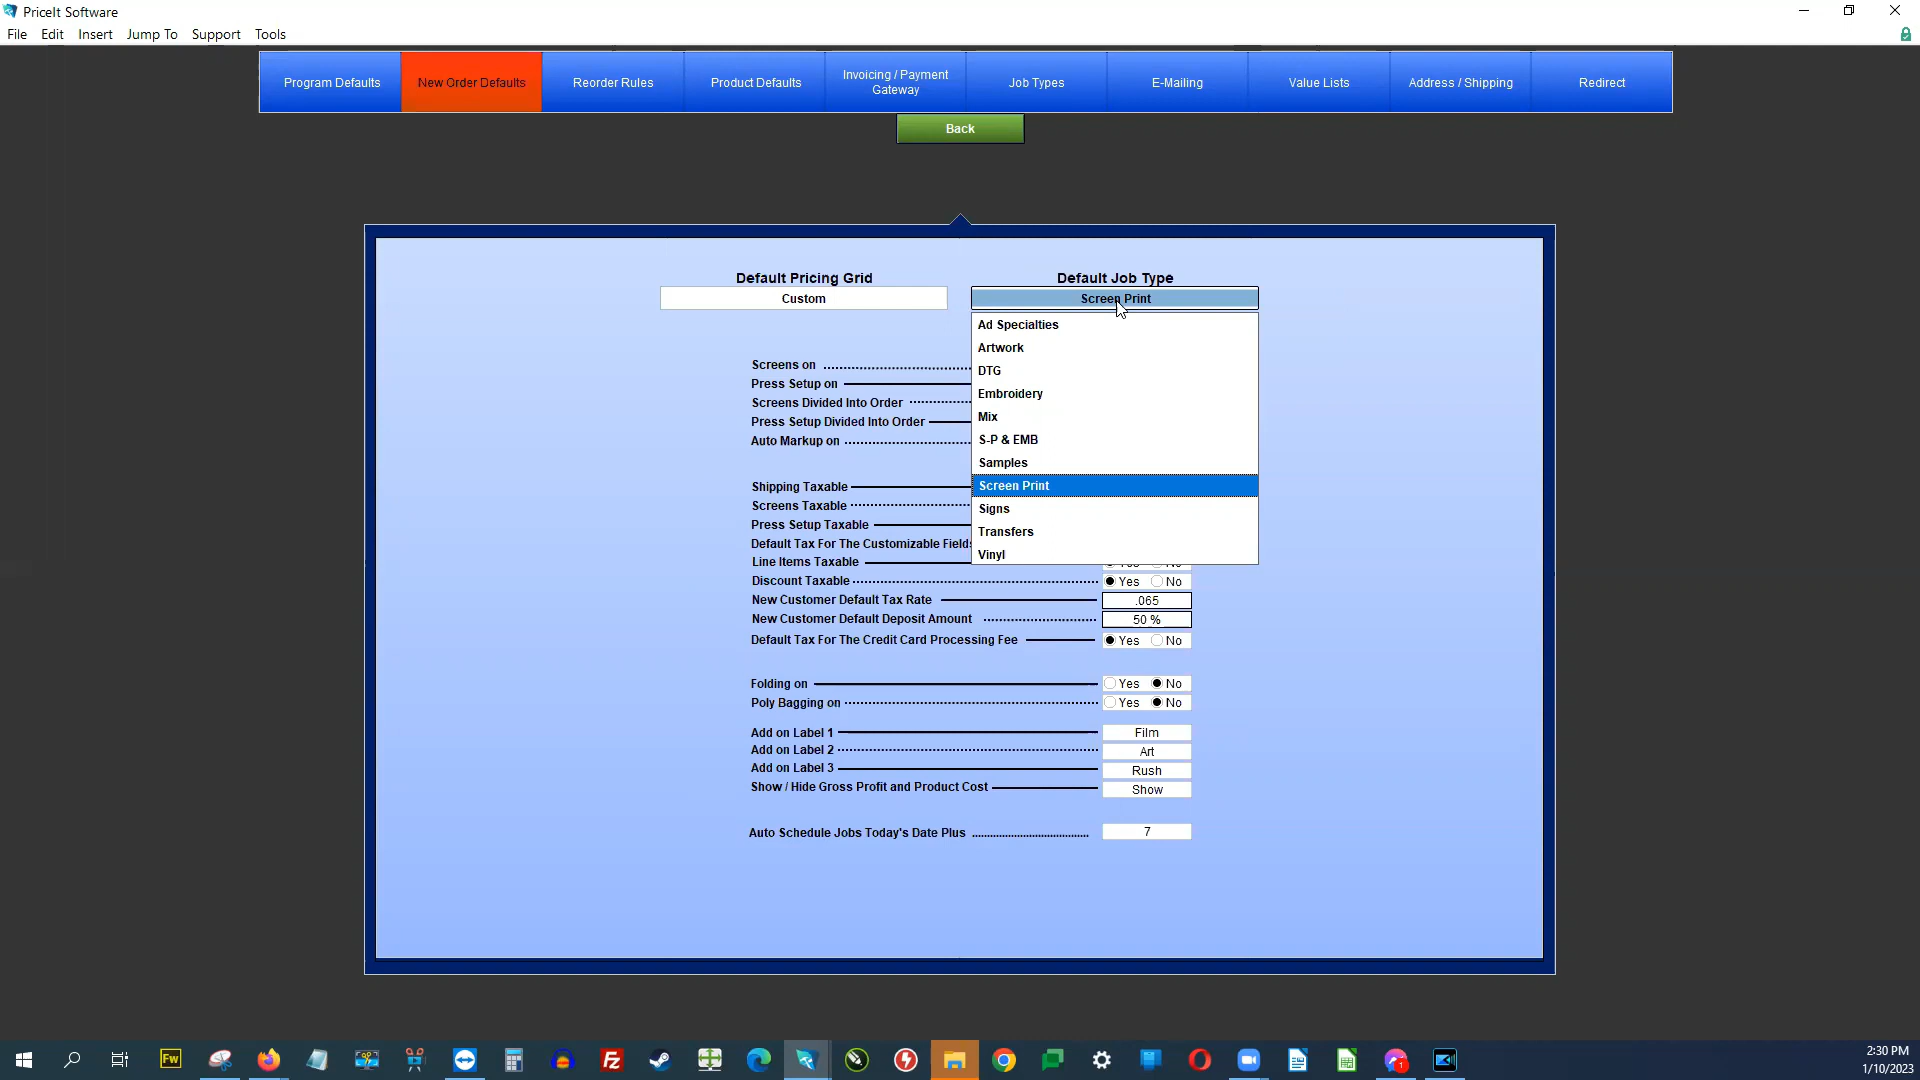 PriceIt Software
File Edit Insert Jump To Support Tools
Program Defaults New Order Defaults Reorder Rules Product Defaults Invoicing / Payment Gateway Job Types E-Mailing Value Lists Address / Shipping Redirect
Back
Default Pricing Grid Default Job Type
Custom Screen Print
Ad Specialties
Artwork
DTG
Embroidery
Mix
S-P & EMB
Samples
Screen Print
Signs
Transfers
Vinyl
Screens on
Press Setup on
Screens Divided Into Order
Press Setup Divided Into Order
Auto Markup on
Shipping Taxable
Screens Taxable
Press Setup Taxable
Default Tax For The Customizable Fields
Line Items Taxable
Discount Taxable Yes No
New Customer Default Tax Rate .065
New Customer Default Deposit Amount 50 %
Default Tax For The Credit Card Processing Fee Yes No
Folding on Yes No
Poly Bagging on Yes No
Add on Label 1 Film
Add on Label 2 Art
Add on Label 3 Rush
Show / Hide Gross Profit and Product Cost Show
Auto Schedule Jobs Today's Date Plus 7
Fw
FZ
1
2:30 PM
1/10/2023